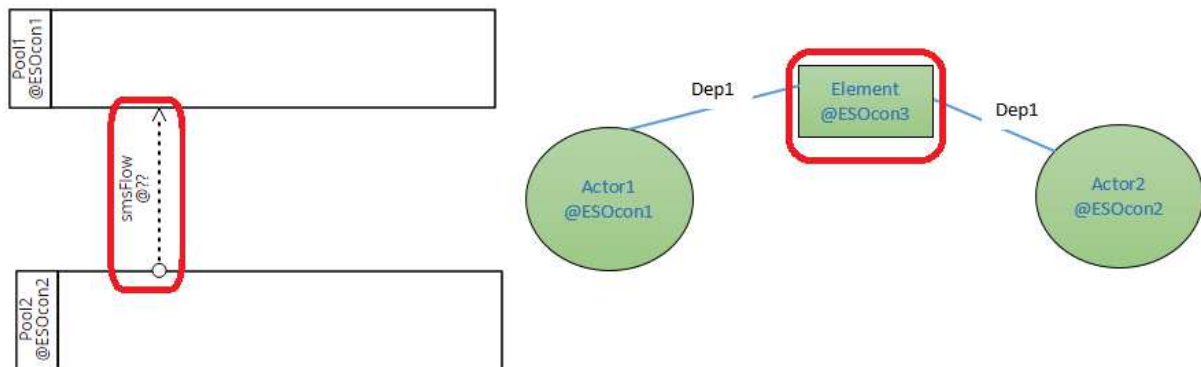 Pool1
@ESOcon1
smsFlow
@??
Pool2
@ESOcon2
Dep1
Element
@ESOcon3
Dep1
Actor1
@ESOcon1
Actor2
@ESOcon2